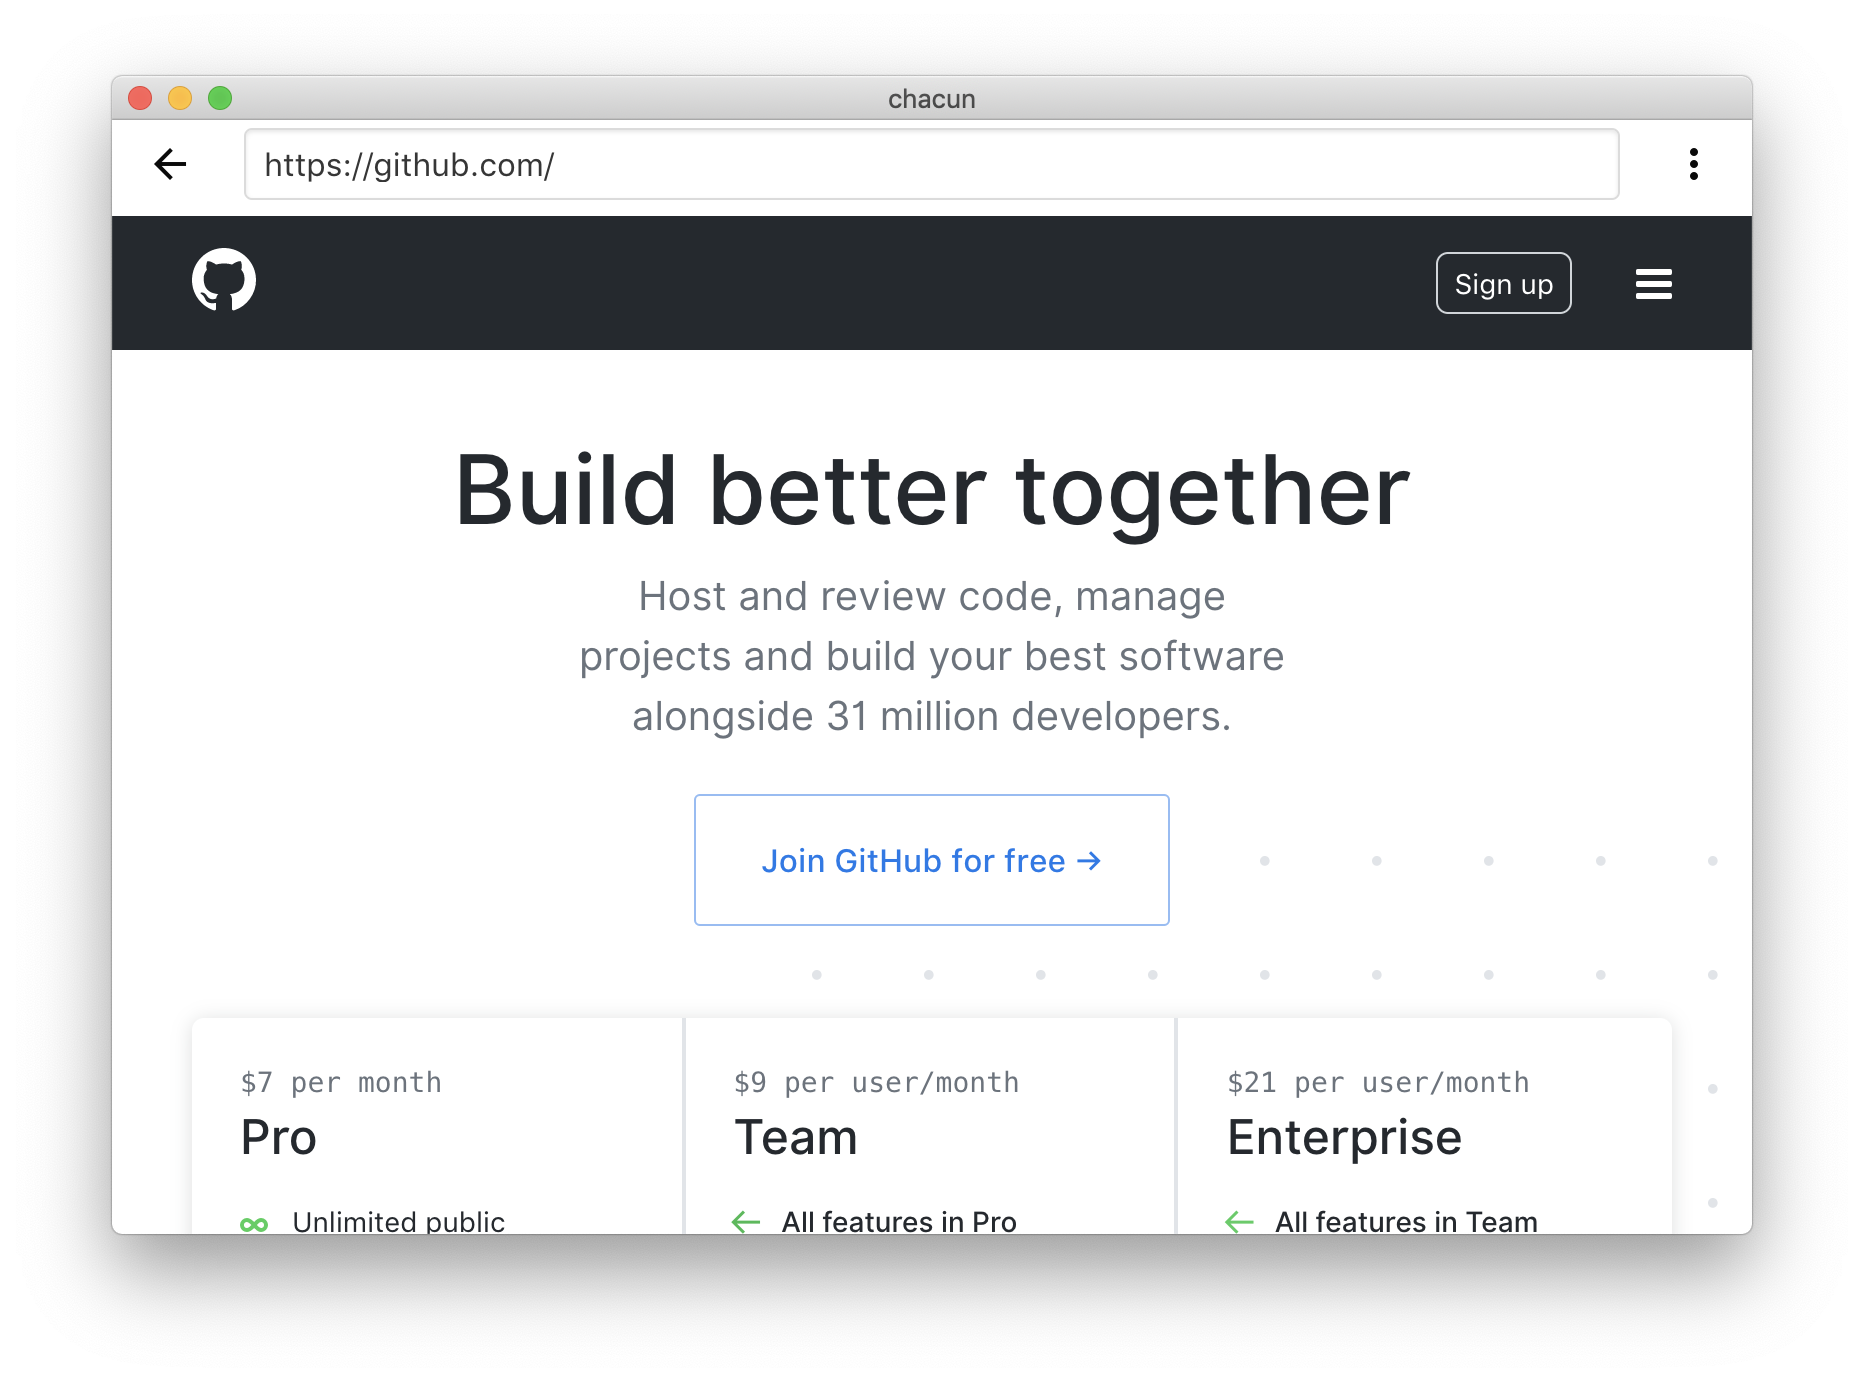 chacun
https://github.com/
Sign up
Build better together
Host and review code, manage
projects and build your best software
alongside 31 million developers.
Join GitHub for free →
$7 per month
Pro
Unlimited public
$9 per user/month
Team
← All features in Pro
$21 per user/month
Enterprise
← All features in Team